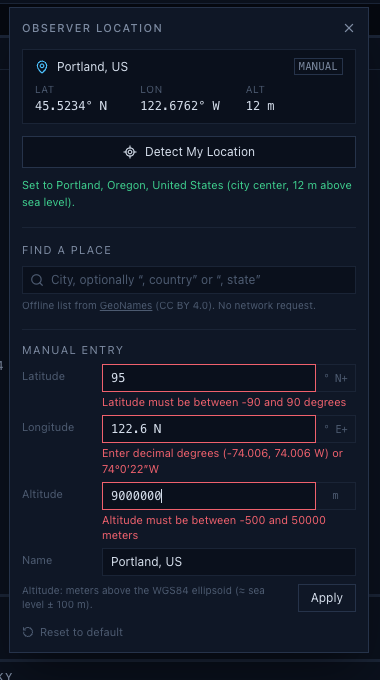 OBSERVER LOCATION
Portland, US
MANUAL
LAT LON ALT
45.5234° N 122.6762° W 12 m
Detect My Location
Set to Portland, Oregon, United States (city center, 12 m above
sea level).
FIND A PLACE
City, optionally “, country” or “, state”
Offline list from GeoNames (CC BY 4.0). No network request.
MANUAL ENTRY
Latitude 95 ° N+
Latitude must be between -90 and 90 degrees
Longitude 122.6 N ° E+
Enter decimal degrees (-74.006, 74.006 W) or
74°0′22″W
Altitude 9000000 m
Altitude must be between -500 and 50000
meters
Name Portland, US
Altitude: meters above the WGS84 ellipsoid (≈ sea
level ± 100 m).
Apply
Reset to default
4
KY